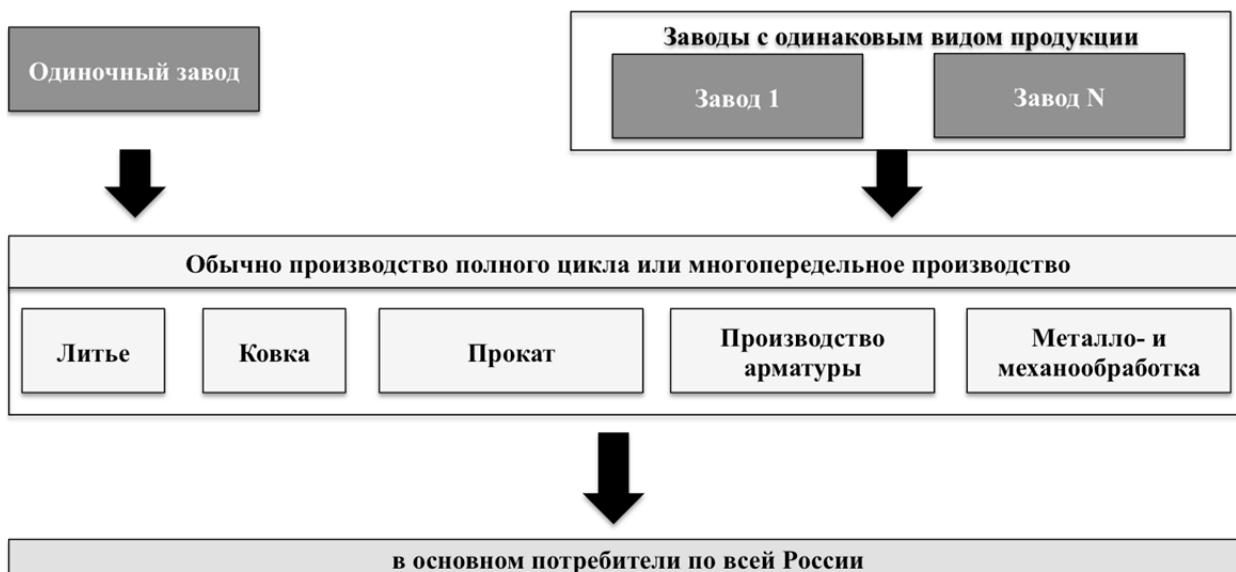 Одиночный завод
Заводы с одинаковым видом продукции
Завод 1
Завод N
Обычно производство полного цикла или многопередельное производство
Литье
Ковка
Прокат
Производство
арматуры
Металло- и
механообработка
в основном потребители по всей России